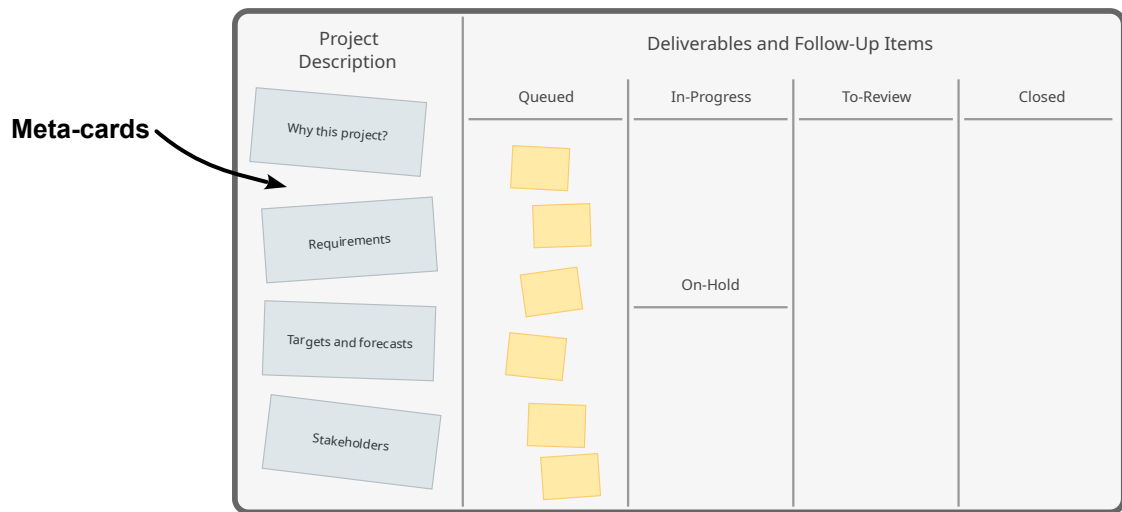 Project
Description
Deliverables and Follow-Up Items
Queued
In-Progress
To-Review
Closed
Meta-cards
Why this project?
Requirements
On-Hold
Targets and forecasts
Stakeholders